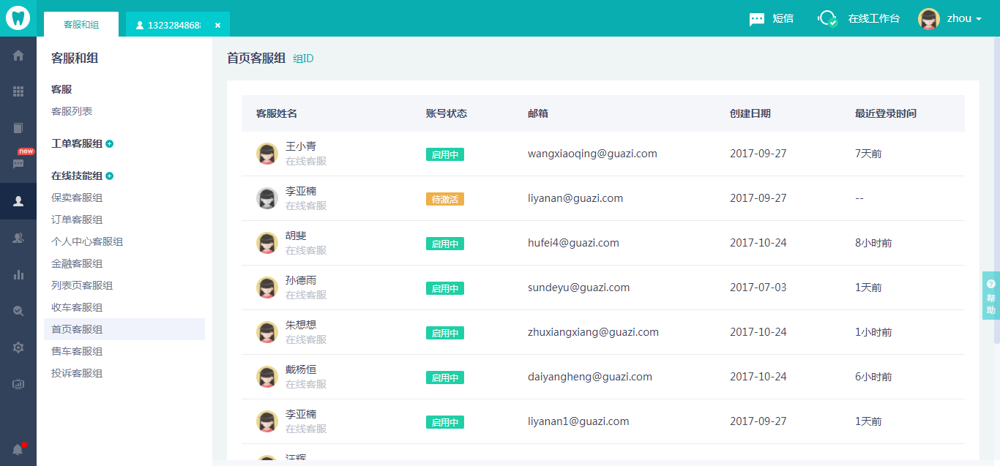 客服和组
1323284868
短信
在线工作台
zhou
new
客服和组
客服
客服列表
工单客服组
在线技能组
保卖客服组
订单客服组
个人中心客服组
金融客服组
列表页客服组
收车客服组
首页客服组
售车客服组
投诉客服组
首页客服组 组ID
客服姓名 账号状态 邮箱 创建日期 最近登录时间
王小青
在线客服
启用中 wangxiaoqing@guazi.com 2017-09-27 7天前
李亚楠
在线客服
待激活 liyanan@guazi.com 2017-09-27 --
胡斐
在线客服
启用中 hufei4@guazi.com 2017-10-24 8小时前
孙德雨
在线客服
启用中 sundeyu@guazi.com 2017-07-03 1天前
朱想想
在线客服
启用中 zhuxiangxiang@guazi.com 2017-10-24 1小时前
戴杨恒
在线客服
启用中 daiyangheng@guazi.com 2017-10-24 6小时前
李亚楠
在线客服
启用中 liyanan1@guazi.com 2017-09-27 1天前
汪辉
帮助